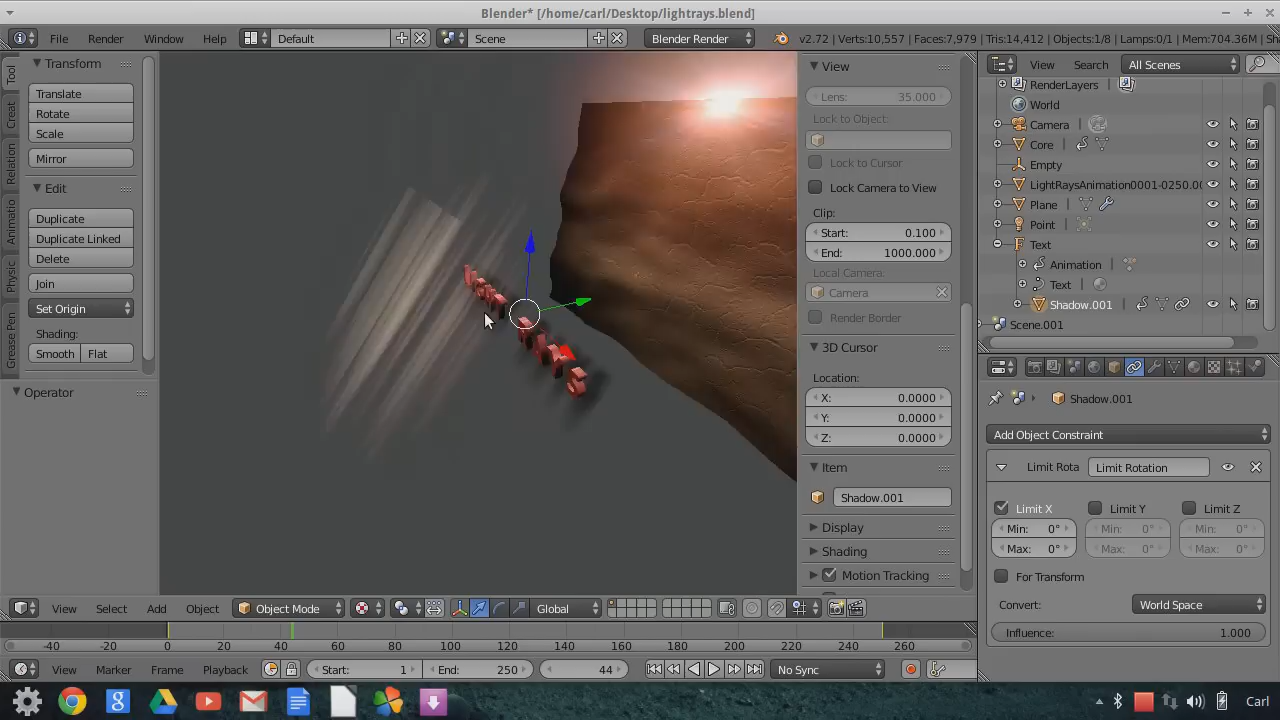 Blender* [/home/carl/Desktop/lightrays.blend]
File Render Window Help Default Scene Blender Render v2.72 | Verts:10,557 | Faces:7,979 | Tris:14,412 | Objects:1/8 | Lamps:0/1 | Mem:704.36M | Sh
Tool
Creat
Relation
Animatio
Physic
Grease Pen
Transform
Translate
Rotate
Scale
Mirror
Edit
Duplicate
Duplicate Linked
Delete
Join
Set Origin
Shading:
Smooth Flat
Operator
View
Lens: 35.000
Lock to Object:
Lock to Cursor
Lock Camera to View
Clip:
Start: 0.100
End: 1000.000
Local Camera:
Camera
Render Border
3D Cursor
Location:
X: 0.0000
Y: 0.0000
Z: 0.0000
Item
Shadow.001
Display
Shading
Motion Tracking
View Search All Scenes
RenderLayers
World
Camera
Core
Empty
LightRaysAnimation0001-0250.00
Plane
Point
Text
Animation
Text
Shadow.001
Scene.001
Shadow.001
Add Object Constraint
Limit Rota Limit Rotation
Limit X Limit Y Limit Z
Min: 0° Min: 0° Min: 0°
Max: 0° Max: 0° Max: 0°
For Transform
Convert: World Space
Influence: 1.000
View Select Add Object Object Mode Global
-40 -20 0 20 40 60 80 100 120 140 160 180 200 220 240 260
View Marker Frame Playback Start: 1 End: 250 44 No Sync
Carl